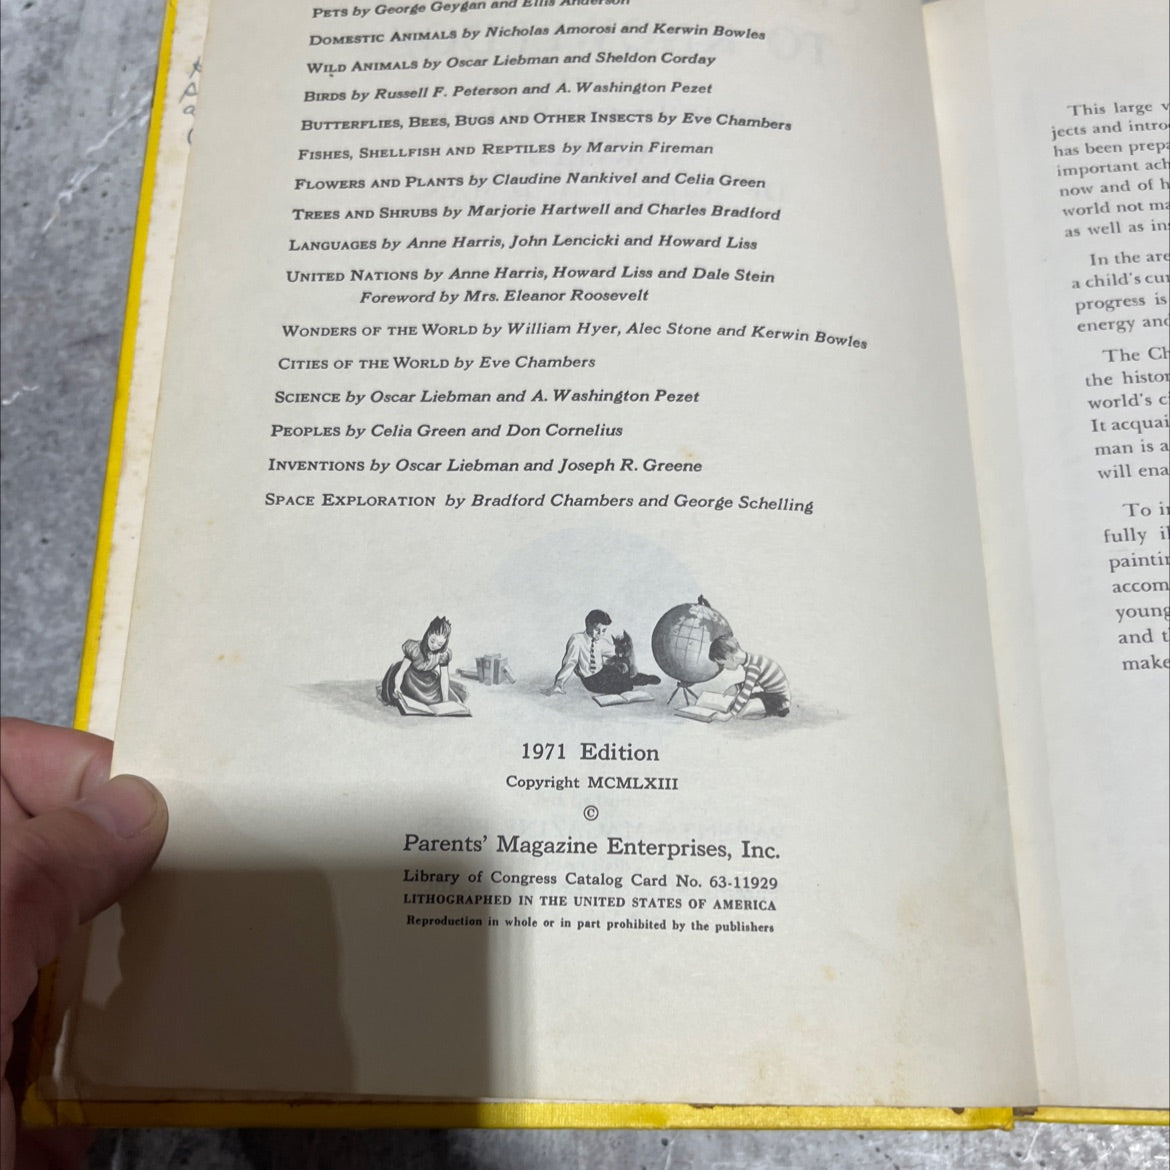 PETS by George Geygan and Ellis Anderson
DOMESTIC ANIMALS by Nicholas Amorosi and Kerwin Bowles
WILD ANIMALS by Oscar Liebman and Sheldon Corday
BIRDS by Russell F. Peterson and A. Washington Pezet
BUTTERFLIES, BEES, BUGS AND OTHER INSECTS by Eve Chambers
FISHES, SHELLFISH AND REPTILES by Marvin Fireman
FLOWERS AND PLANTS by Claudine Nankivel and Celia Green
TREES AND SHRUBS by Marjorie Hartwell and Charles Bradford
LANGUAGES by Anne Harris, John Lencicki and Howard Liss
UNITED NATIONS by Anne Harris, Howard Liss and Dale Stein
Foreword by Mrs. Eleanor Roosevelt
WONDERS OF THE WORLD by William Hyer, Alec Stone and Kerwin Bowles
CITIES OF THE WORLD by Eve Chambers
SCIENCE by Oscar Liebman and A. Washington Pezet
PEOPLES by Celia Green and Don Cornelius
INVENTIONS by Oscar Liebman and Joseph R. Greene
SPACE EXPLORATION by Bradford Chambers and George Schelling
1971 Edition
Copyright MCMLXIII
©
Parents' Magazine Enterprises, Inc.
Library of Congress Catalog Card No. 63-11929
LITHOGRAPHED IN THE UNITED STATES OF AMERICA
Reproduction in whole or in part prohibited by the publishers
This large v
jects and intro
has been prepa
important ach
now and of h
world not ma
as well as in
In the are
a child's cu
progress is
energy and
The Ch
the histor
world's c
It acquai
man is a
will ena
To i
fully il
paintin
accom
young
and t
make